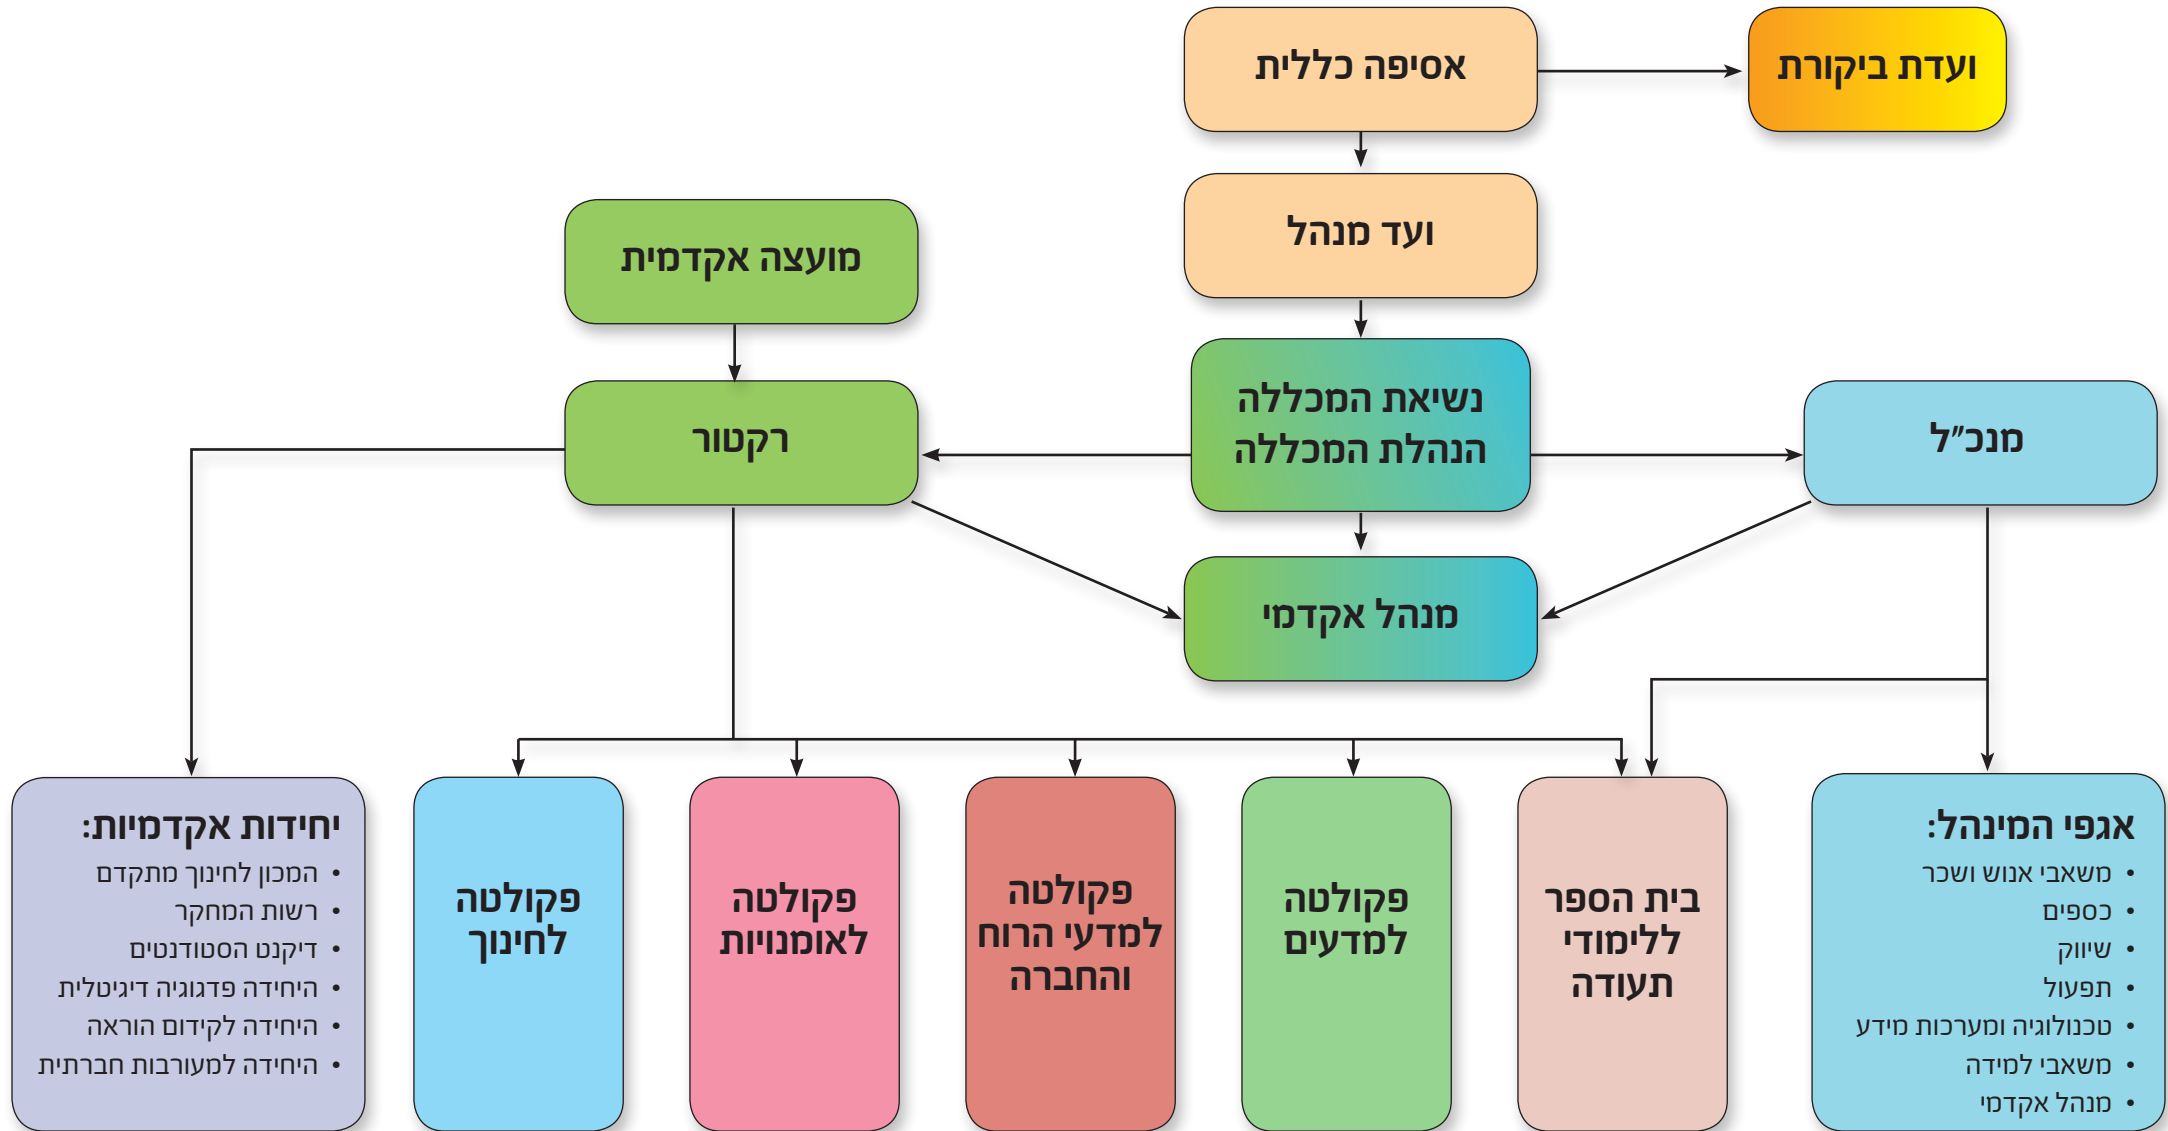 אסיפה כללית
ועדת ביקורת
ועד מנהל
מועצה אקדמית
נשיאת המכללה
הנהלת המכללה
מנכ״ל
רקטור
מנהל אקדמי
אגפי המינהל:
• משאבי אנוש ושכר
• כספים
• שיווק
• תפעול
• טכנולוגיה ומערכות מידע
• משאבי למידה
• מנהל אקדמי
בית הספר
ללימודי
תעודה
פקולטה
למדעים
פקולטה
למדעי הרוח
והחברה
פקולטה
לאומנויות
פקולטה
לחינוך
יחידות אקדמיות:
• המכון לחינוך מתקדם
• רשות המחקר
• דיקנט הסטודנטים
• היחידה פדגוגיה דיגיטלית
• היחידה לקידום הוראה
• היחידה למעורבות חברתית